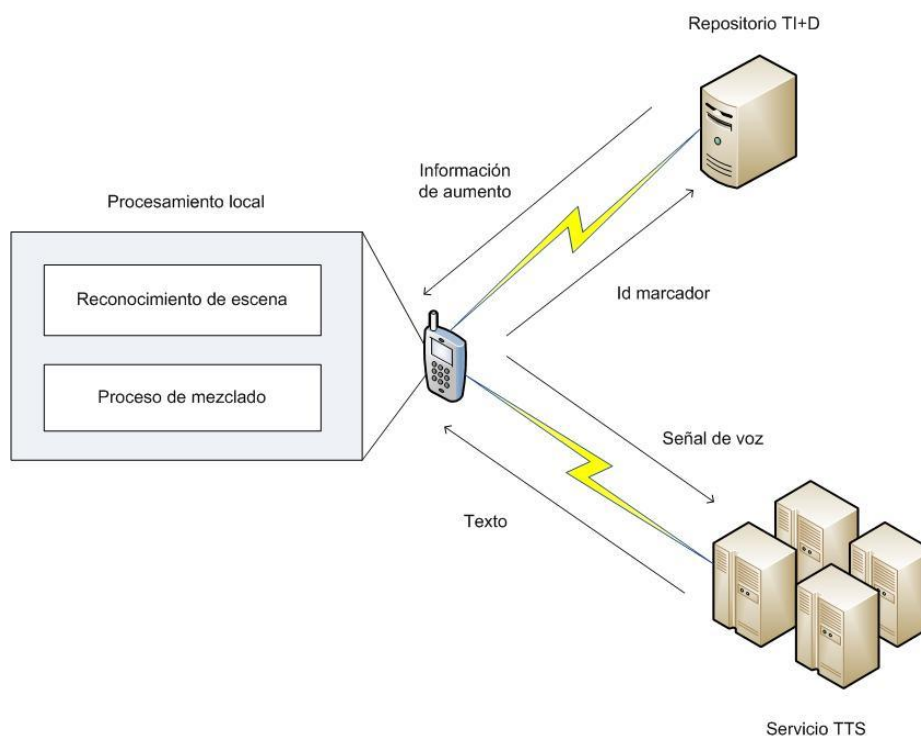 Repositorio TI+D
Información
de aumento
Procesamiento local
Reconocimiento de escena
Id marcador
Proceso de mezclado
Señal de voz
Texto
Servicio TTS